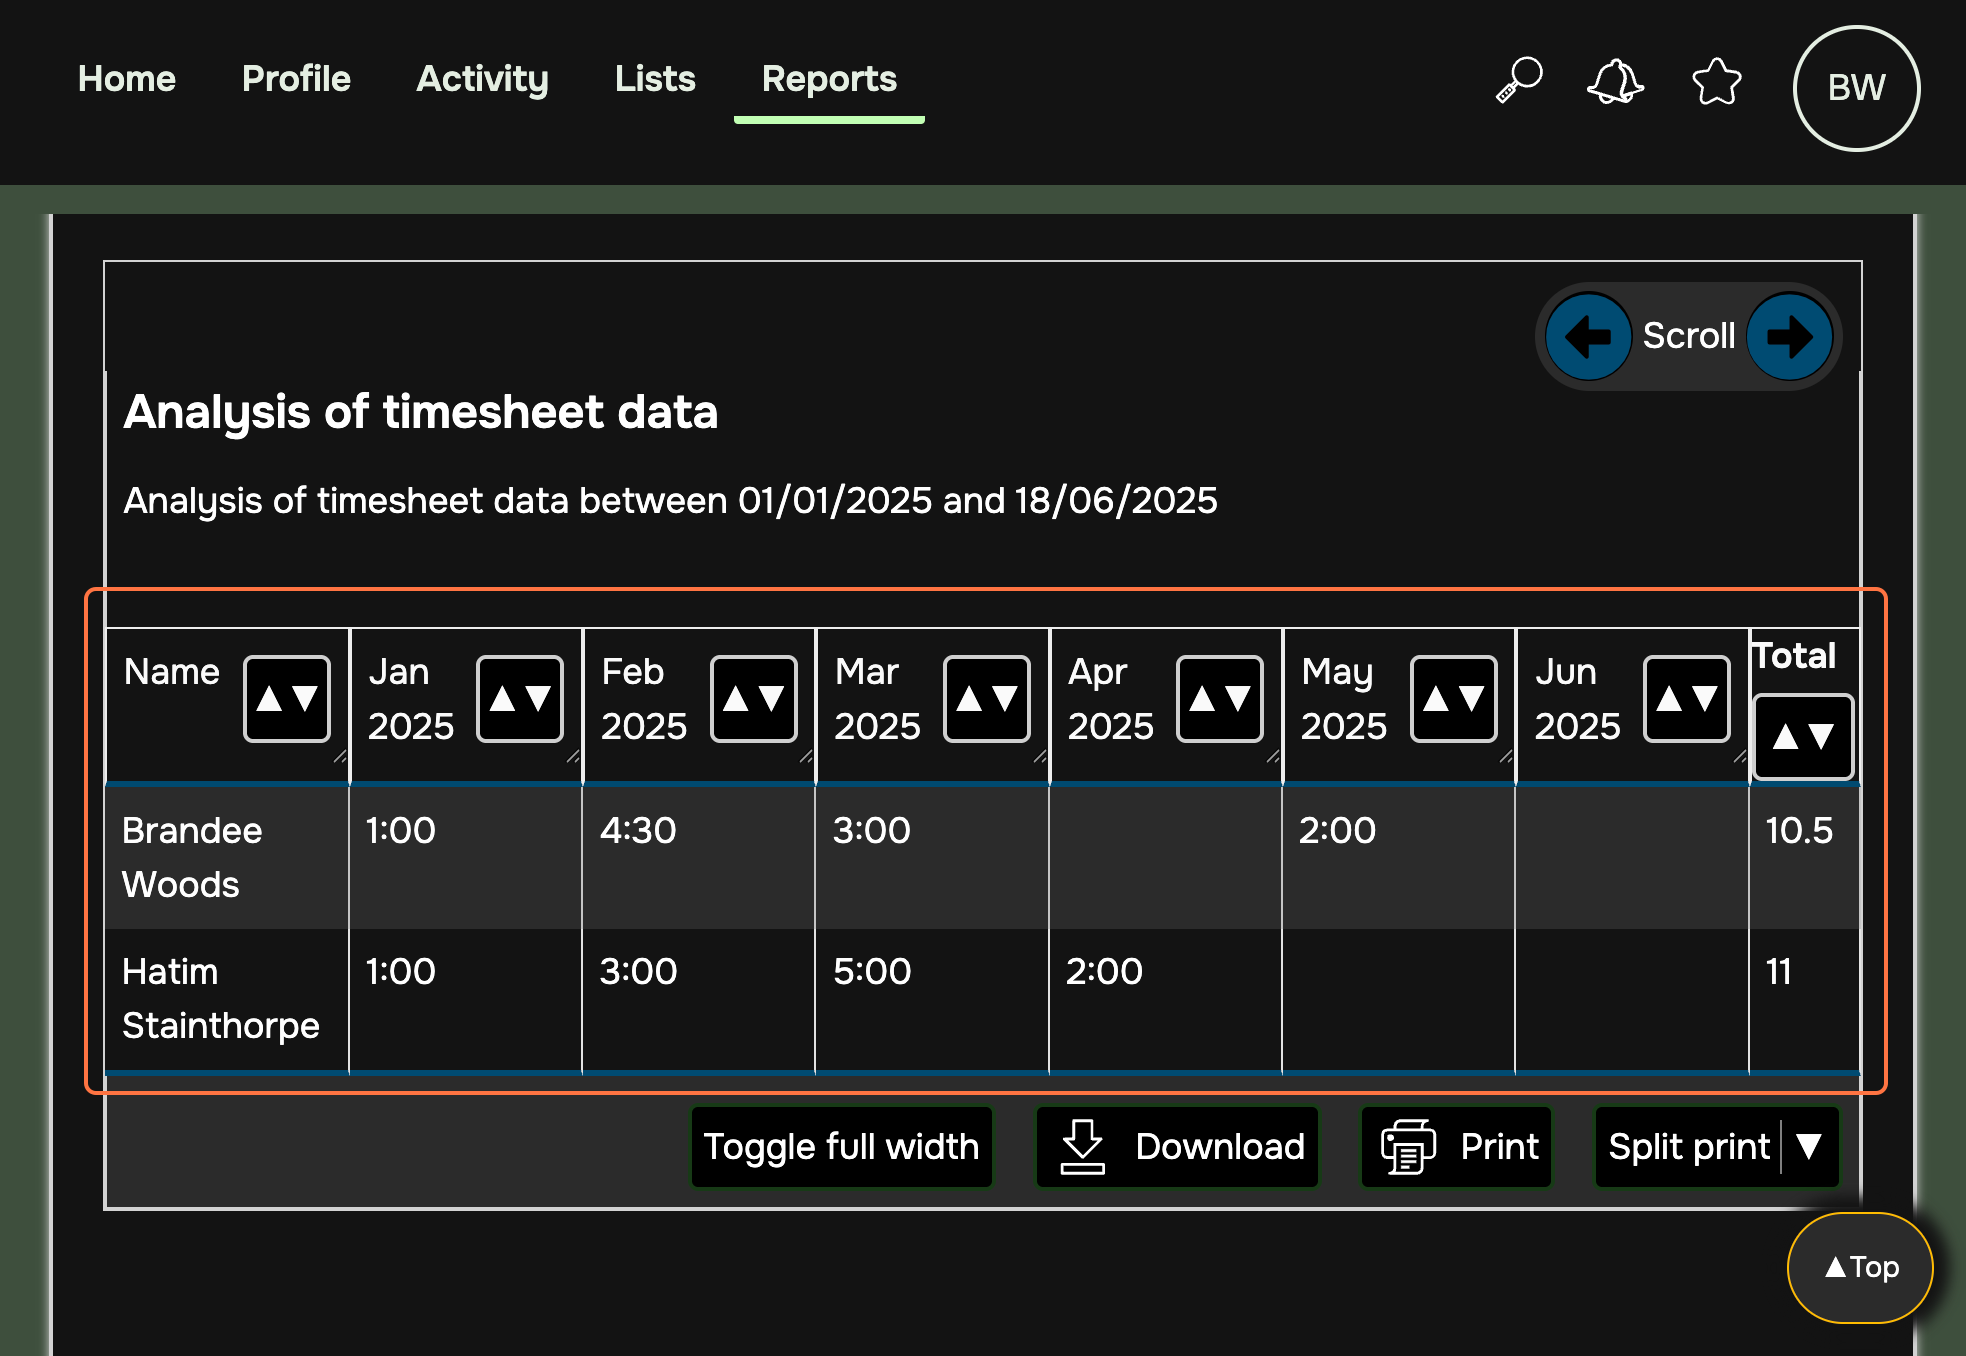 Home Profile Activity Lists Reports BW
Scroll
Analysis of timesheet data
Analysis of timesheet data between 01/01/2025 and 18/06/2025
Name ▲▼ Jan 2025 ▲▼ Feb 2025 ▲▼ Mar 2025 ▲▼ Apr 2025 ▲▼ May 2025 ▲▼ Jun 2025 ▲▼ Total ▲▼
Brandee Woods 1:00 4:30 3:00 2:00 10.5
Hatim Stainthorpe 1:00 3:00 5:00 2:00 11
Toggle full width Download Print Split print ▼
▲Top